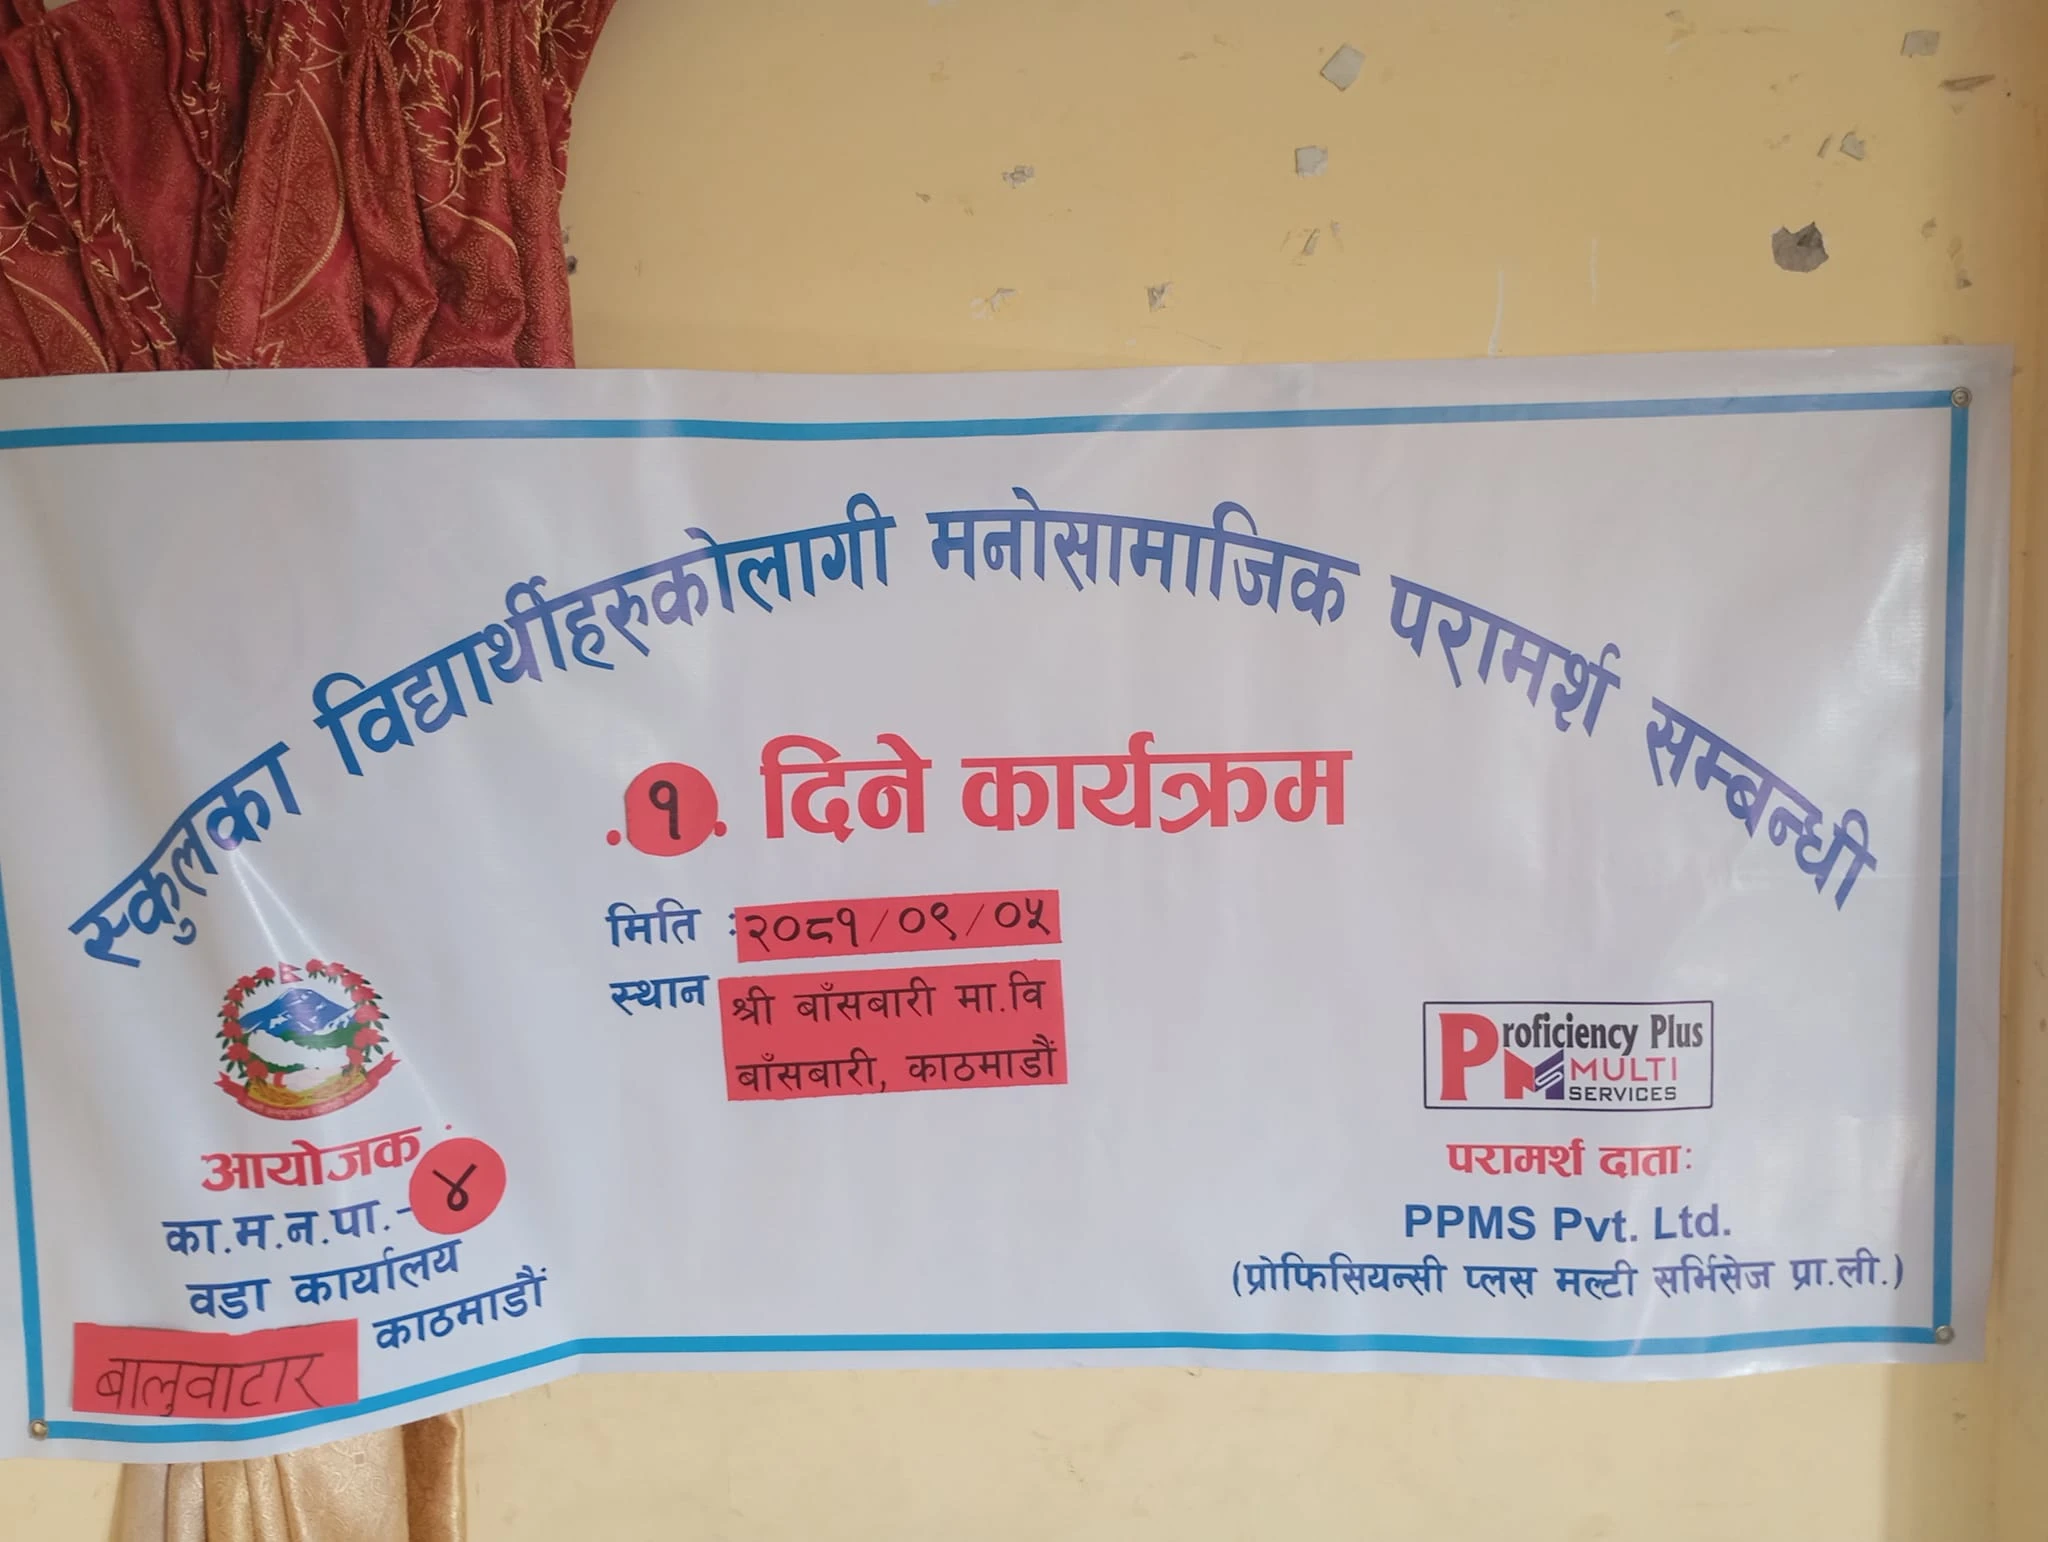 स्कुलका विद्यार्थीहरुकोलागी मनोसामाजिक परामर्श सम्बन्धी
.१. दिने कार्यक्रम
मिति : २०८१/०९/०५
स्थान श्री बाँसबारी मा.वि
बाँसबारी, काठमाडौं
आयोजक :
का.म.न.पा.-४
वडा कार्यालय
बालुवाटार काठमाडौं
Proficiency Plus
PMS MULTI
SERVICES
परामर्श दाताः
PPMS Pvt. Ltd.
(प्रोफिसियन्सी प्लस मल्टी सर्भिसेज प्रा.ली.)